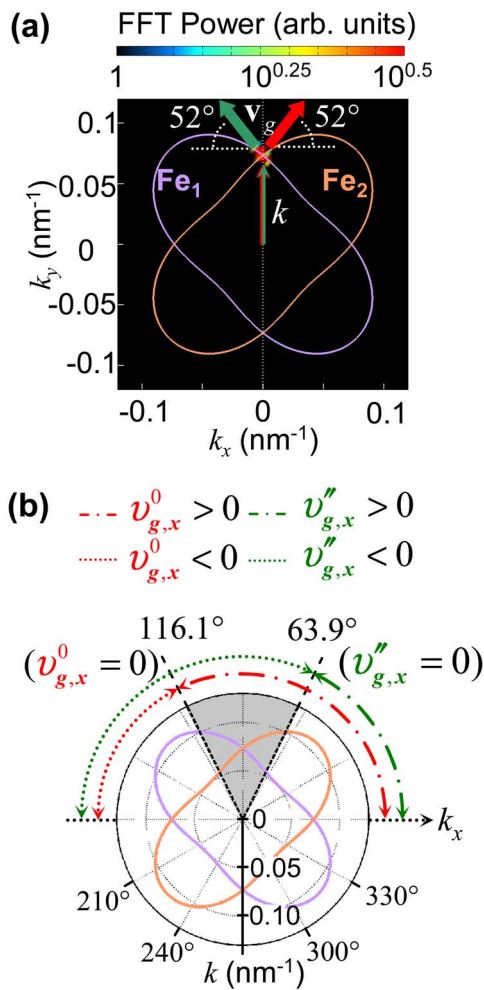 (a)
FFT Power (arb. units)
1 10^0.25 10^0.5
0.1
0.05
0
-0.05
-0.1
k_y (nm⁻¹)
52° v_g 52°
Fe₁ Fe₂
k
-0.1 0 0.1
k_x (nm⁻¹)
(b)
υ⁰_g,x > 0 υ″_g,x > 0
υ⁰_g,x < 0 υ″_g,x < 0
116.1° 63.9°
(υ⁰_g,x = 0) (υ″_g,x = 0)
0 k_x
0.05
0.10
210° 330°
240° 300°
k (nm⁻¹)